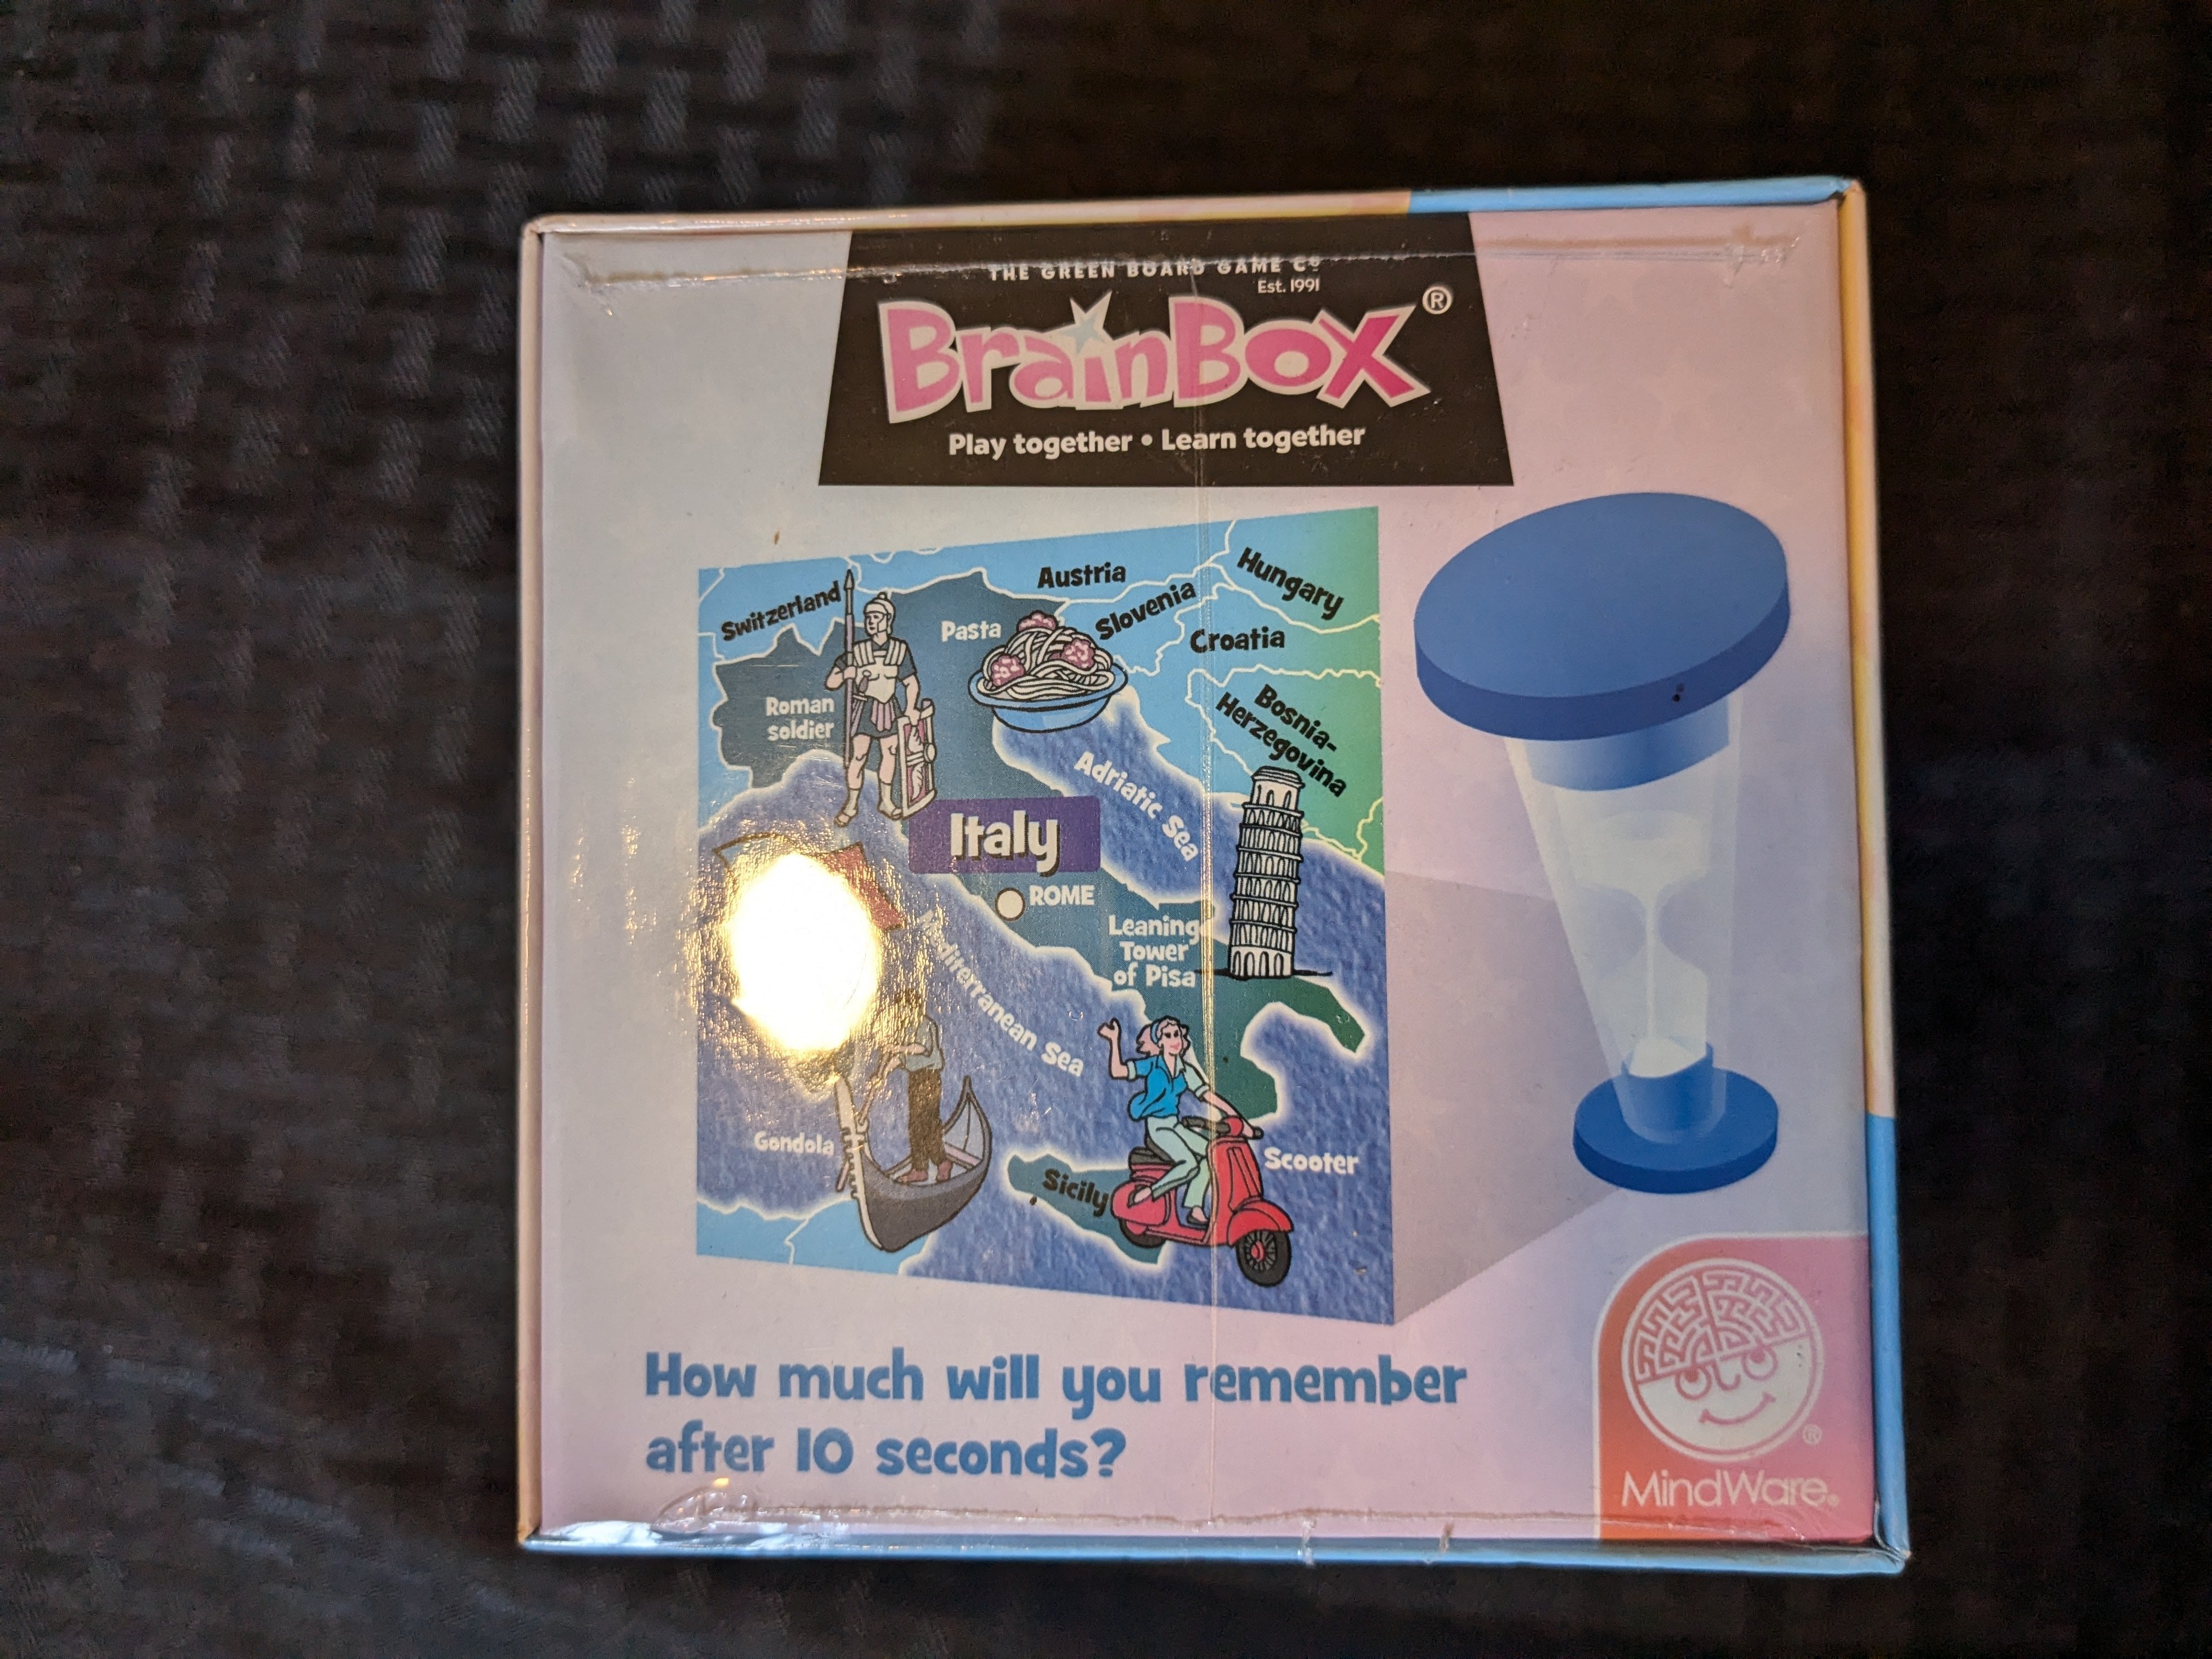 THE GREEN BOARD GAME Cº
Est. 1991
BrainBox®
Play together • Learn together
Switzerland
Austria
Hungary
Pasta
Slovenia
Croatia
Roman
soldier
Bosnia-
Herzegovina
Adriatic Sea
Italy
ROME
Leaning
Tower
of Pisa
Mediterranean Sea
Gondola
Sicily
Scooter
How much will you remember
after 10 seconds?
MindWare®